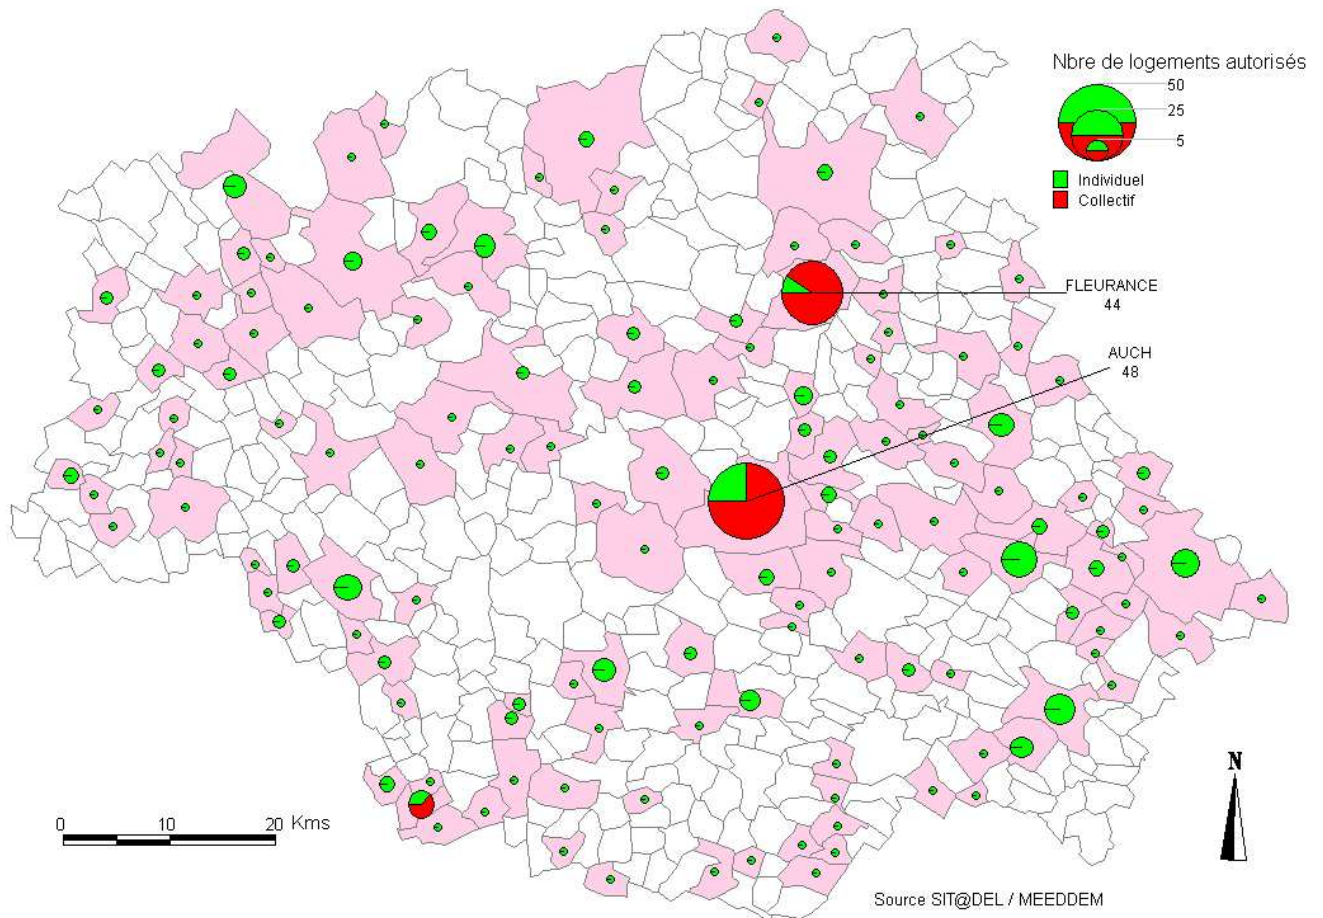 Nbre de logements autorisés
50
25
5
Individuel
Collectif
FLEURANCE
44
AUCH
48
N
0 10 20 Kms
Source SIT@DEL / MEEDDEM